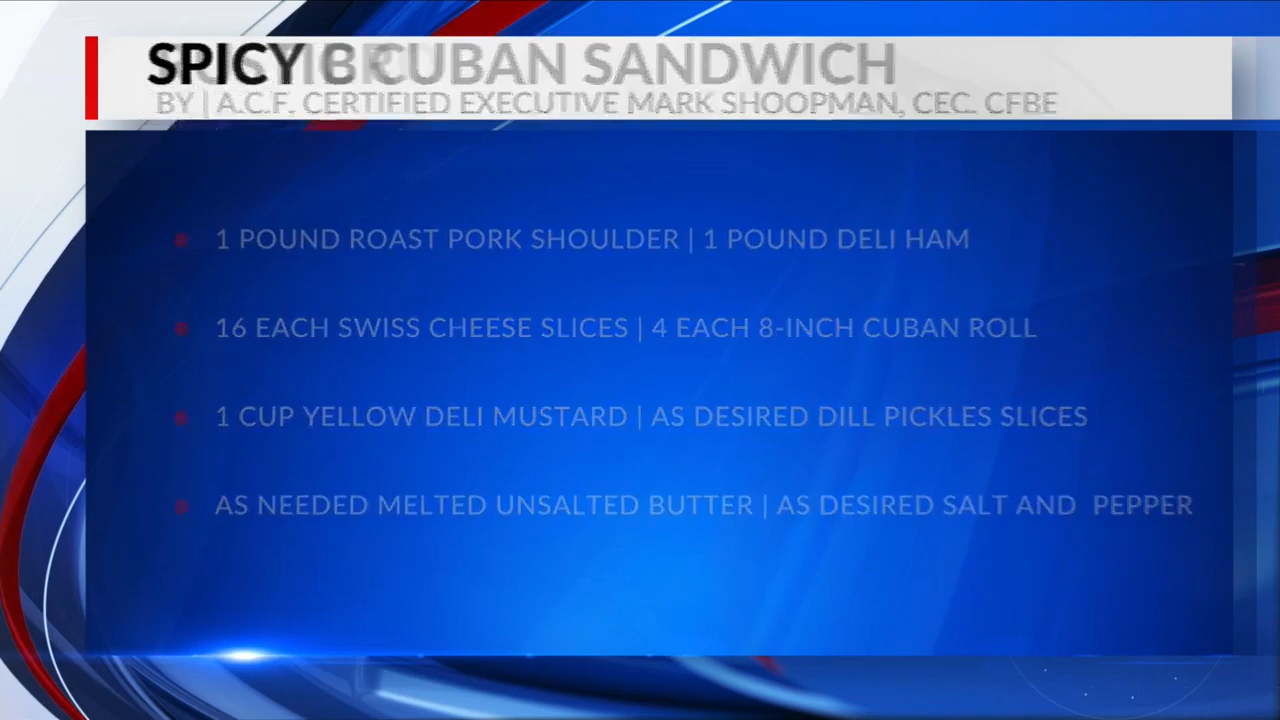 SPICY CUBAN SANDWICH
BY | A.C.F. CERTIFIED EXECUTIVE MARK SHOOPMAN, CEC. CFBE
1 POUND ROAST PORK SHOULDER | 1 POUND DELI HAM
16 EACH SWISS CHEESE SLICES | 4 EACH 8-INCH CUBAN ROLL
1 CUP YELLOW DELI MUSTARD | AS DESIRED DILL PICKLES SLICES
AS NEEDED MELTED UNSALTED BUTTER | AS DESIRED SALT AND PEPPER